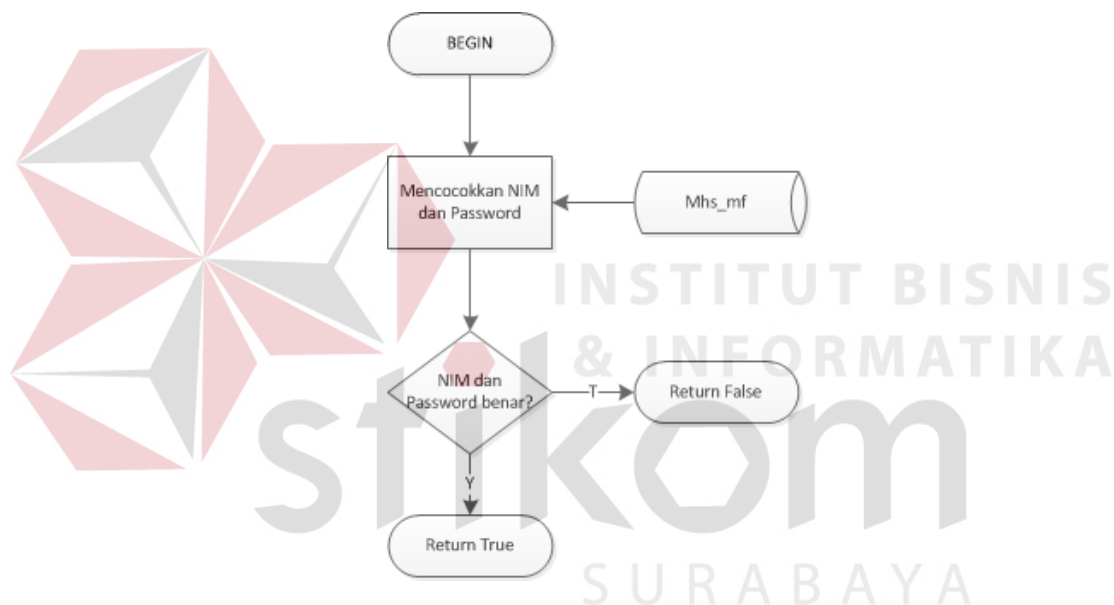 BEGIN
Mencocokkan NIM
dan Password
Mhs_mf
INSTITUT BISNIS
& INFORMATIKA
NIM dan
Password benar?
T
Return False
stikom
Y
Return True
SURABAYA